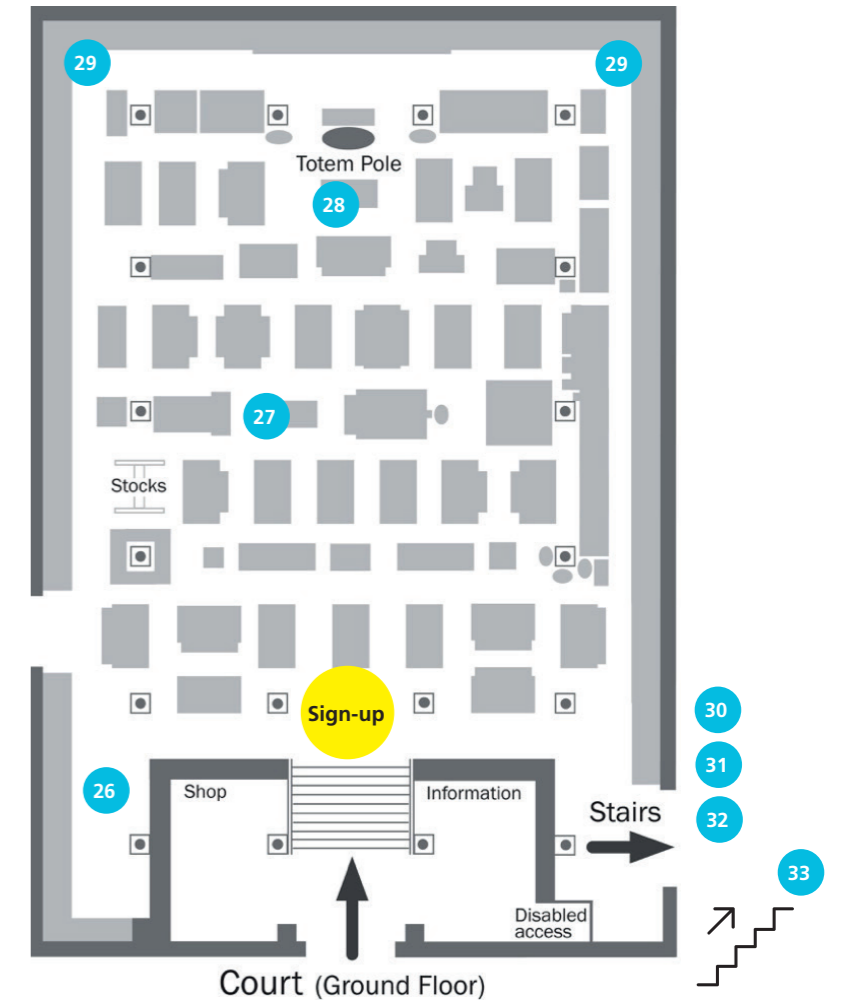 29
29
Totem Pole
28
27
Stocks
Sign-up
30
31
26
Shop
Information
Stairs
32
33
Disabled
access
Court (Ground Floor)